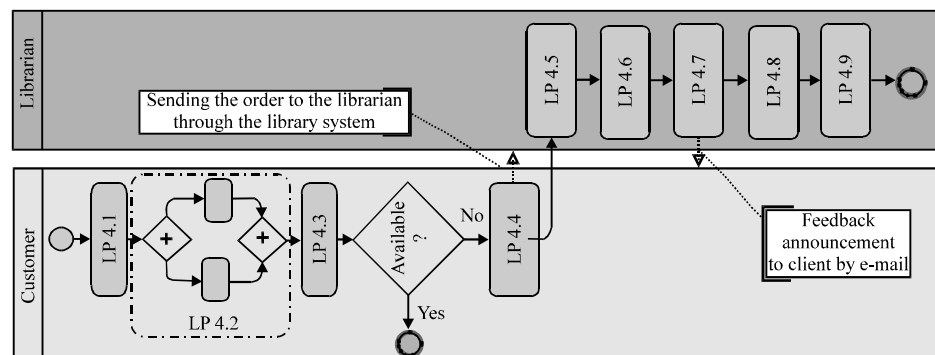 Librarian
Sending the order to the librarian
through the library system
LP 4.5
LP 4.6
LP 4.7
LP 4.8
LP 4.9
Customer
LP 4.1
+
+
LP 4.2
LP 4.3
Available
?
No
Yes
LP 4.4
Feedback
announcement
to client by e-mail